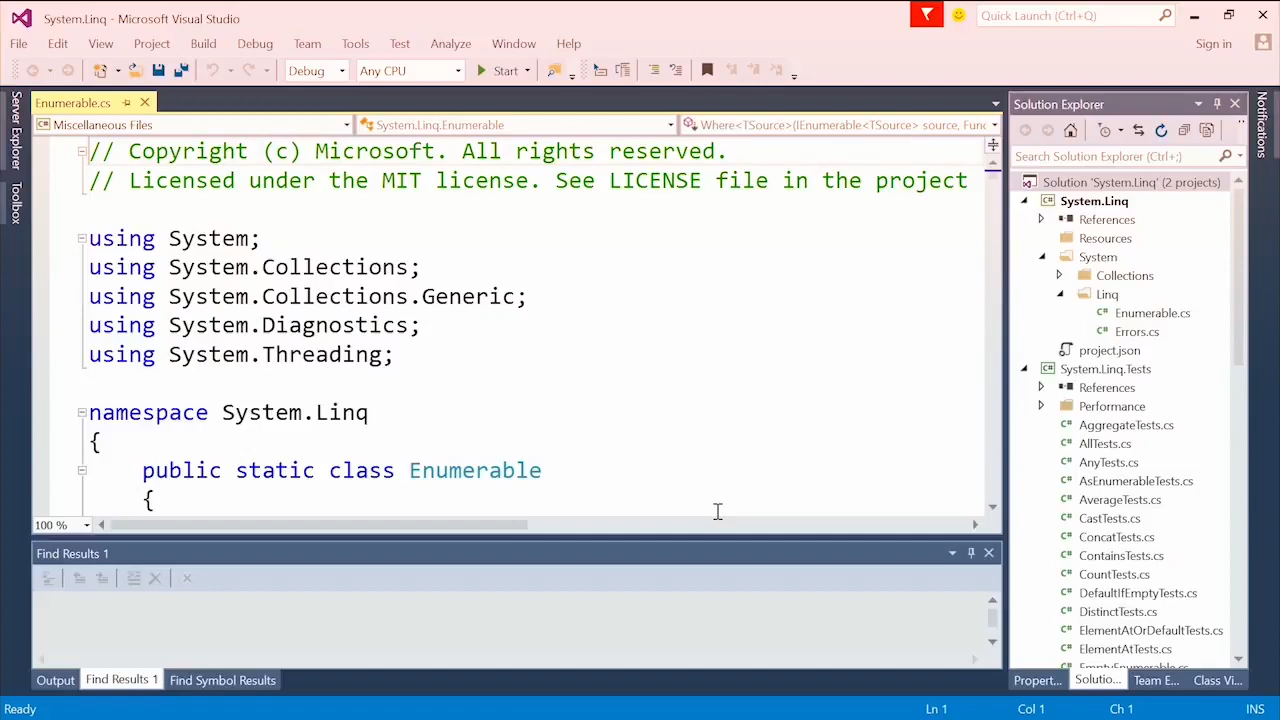 System.Linq - Microsoft Visual Studio
Quick Launch (Ctrl+Q)
File Edit View Project Build Debug Team Tools Test Analyze Window Help
Sign in
Debug Any CPU Start
Server Explorer
Toolbox
Enumerable.cs
Miscellaneous Files System.Linq.Enumerable Where<TSource>(IEnumerable<TSource> source, Func
// Copyright (c) Microsoft. All rights reserved.
// Licensed under the MIT license. See LICENSE file in the project
using System;
using System.Collections;
using System.Collections.Generic;
using System.Diagnostics;
using System.Threading;
namespace System.Linq
{
public static class Enumerable
{
100 %
Find Results 1
Output Find Results 1 Find Symbol Results
Solution Explorer
Search Solution Explorer (Ctrl+;)
Solution 'System.Linq' (2 projects)
C# System.Linq
References
Resources
System
Collections
Linq
C# Enumerable.cs
C# Errors.cs
project.json
C# System.Linq.Tests
References
Performance
C# AggregateTests.cs
C# AllTests.cs
C# AnyTests.cs
C# AsEnumerableTests.cs
C# AverageTests.cs
C# CastTests.cs
C# ConcatTests.cs
C# ContainsTests.cs
C# CountTests.cs
C# DefaultIfEmptyTests.cs
C# DistinctTests.cs
C# ElementAtOrDefaultTests.cs
C# ElementAtTests.cs
C# EmptyEnumerable.cs
Propert... Solutio... Team E... Class Vi...
Notifications
Ready Ln 1 Col 1 Ch 1 INS